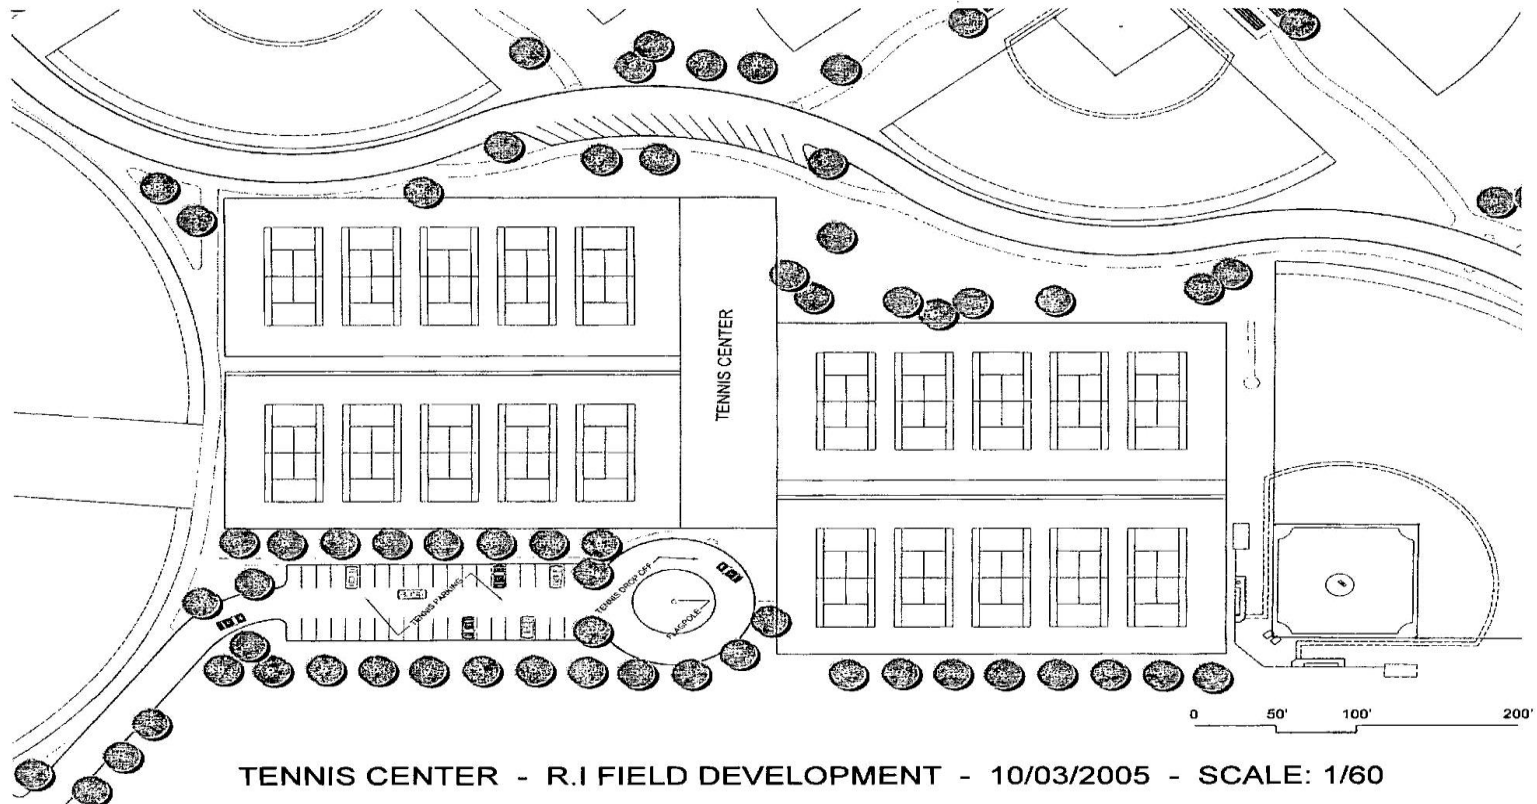 TENNIS CENTER
TENNIS PARKING
TENNIS DROP OFF
FLAGPOLE
0 50' 100' 200'
TENNIS CENTER - R.I FIELD DEVELOPMENT - 10/03/2005 - SCALE: 1/60